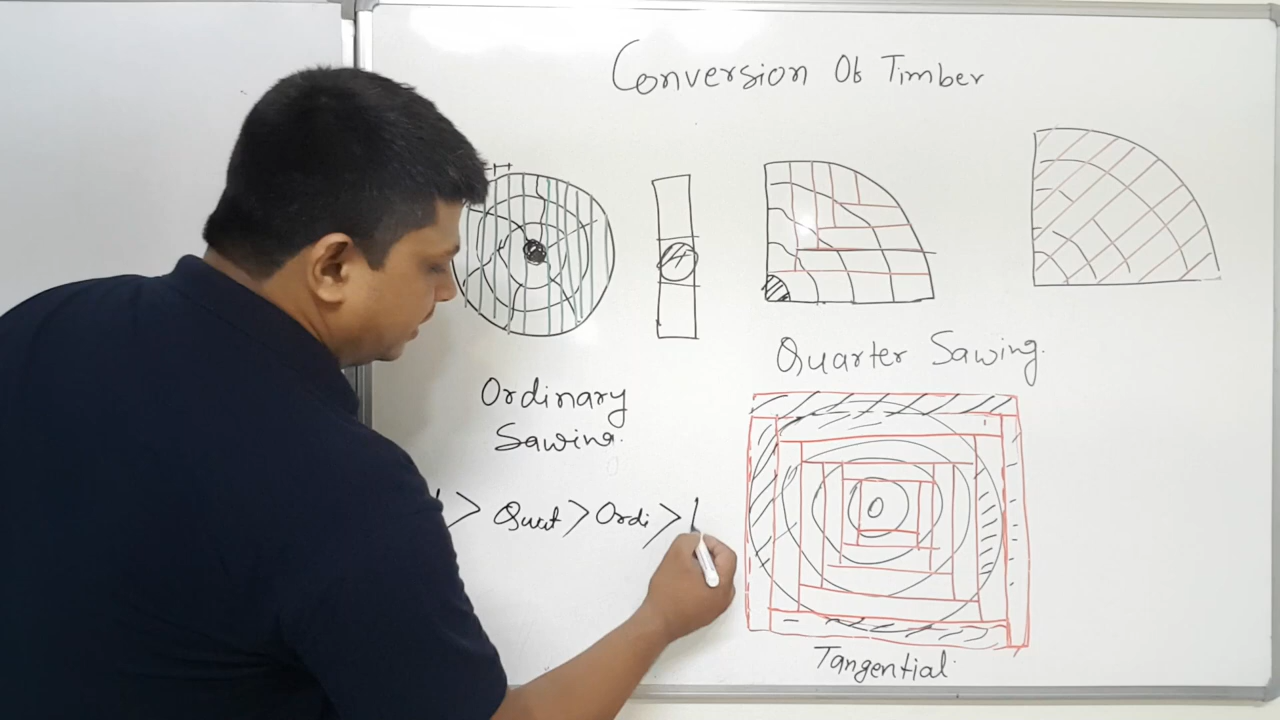 Conversion Of Timber
Ordinary
Sawing.
Quarter Sawing.
> Quat > Ordi >
Tangential.